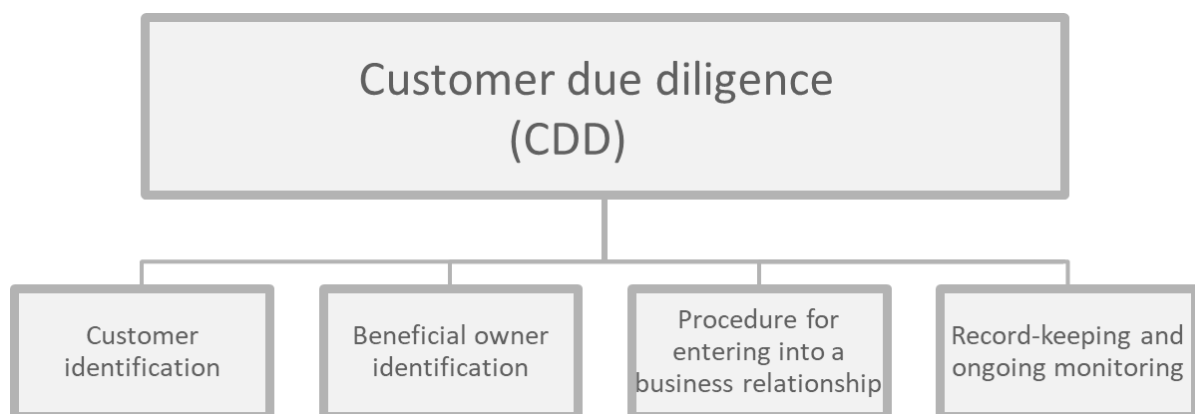 Customer due diligence
(CDD)
Customer
identification
Beneficial owner
identification
Procedure for
entering into a
business relationship
Record-keeping and
ongoing monitoring